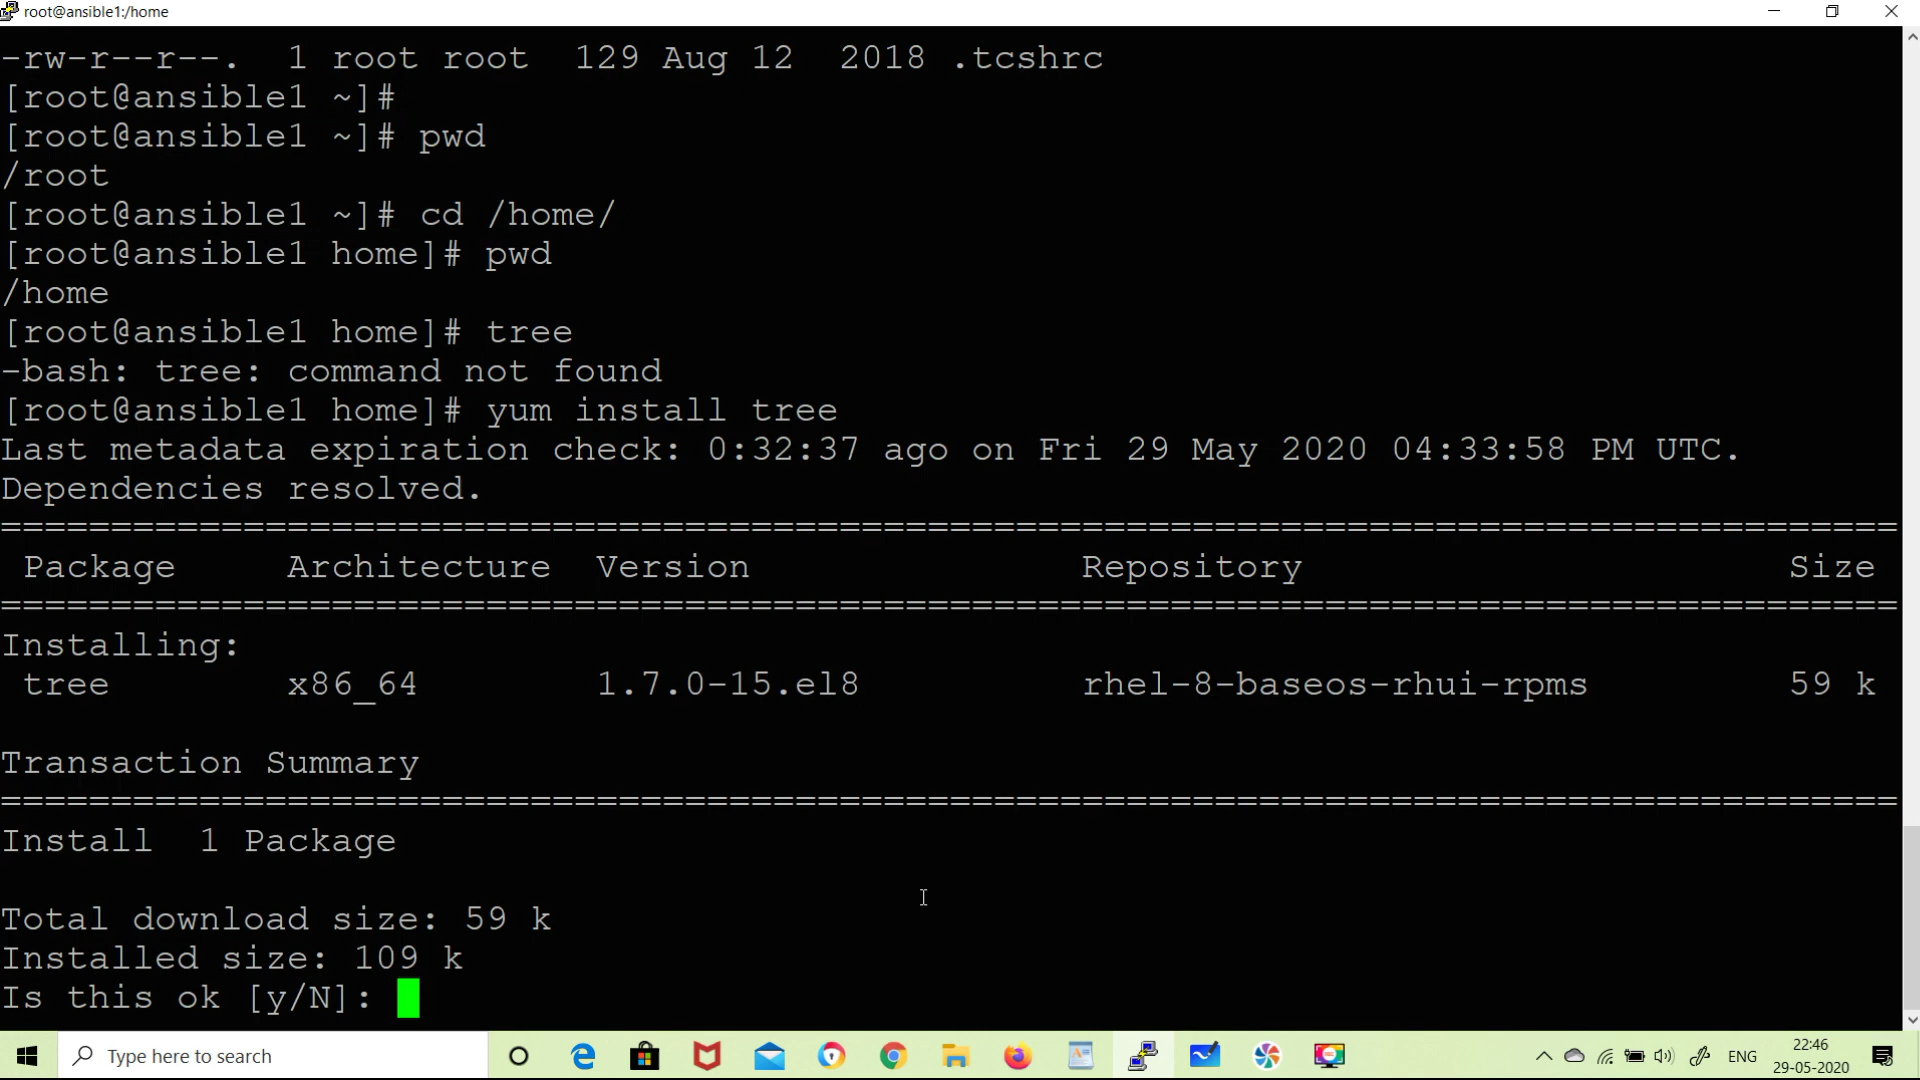 root@ansible1:/home
-rw-r--r--.  1 root root  129 Aug 12  2018 .tcshrc
[root@ansible1 ~]#
[root@ansible1 ~]# pwd
/root
[root@ansible1 ~]# cd /home/
[root@ansible1 home]# pwd
/home
[root@ansible1 home]# tree
-bash: tree: command not found
[root@ansible1 home]# yum install tree
Last metadata expiration check: 0:32:37 ago on Fri 29 May 2020 04:33:58 PM UTC.
Dependencies resolved.
======================================================================================
Package Architecture Version Repository Size
======================================================================================
Installing:
tree x86_64 1.7.0-15.el8 rhel-8-baseos-rhui-rpms 59 k
Transaction Summary
======================================================================================
Install  1 Package
Total download size: 59 k
Installed size: 109 k
Is this ok [y/N]:
Type here to search
ENG
22:46
29-05-2020